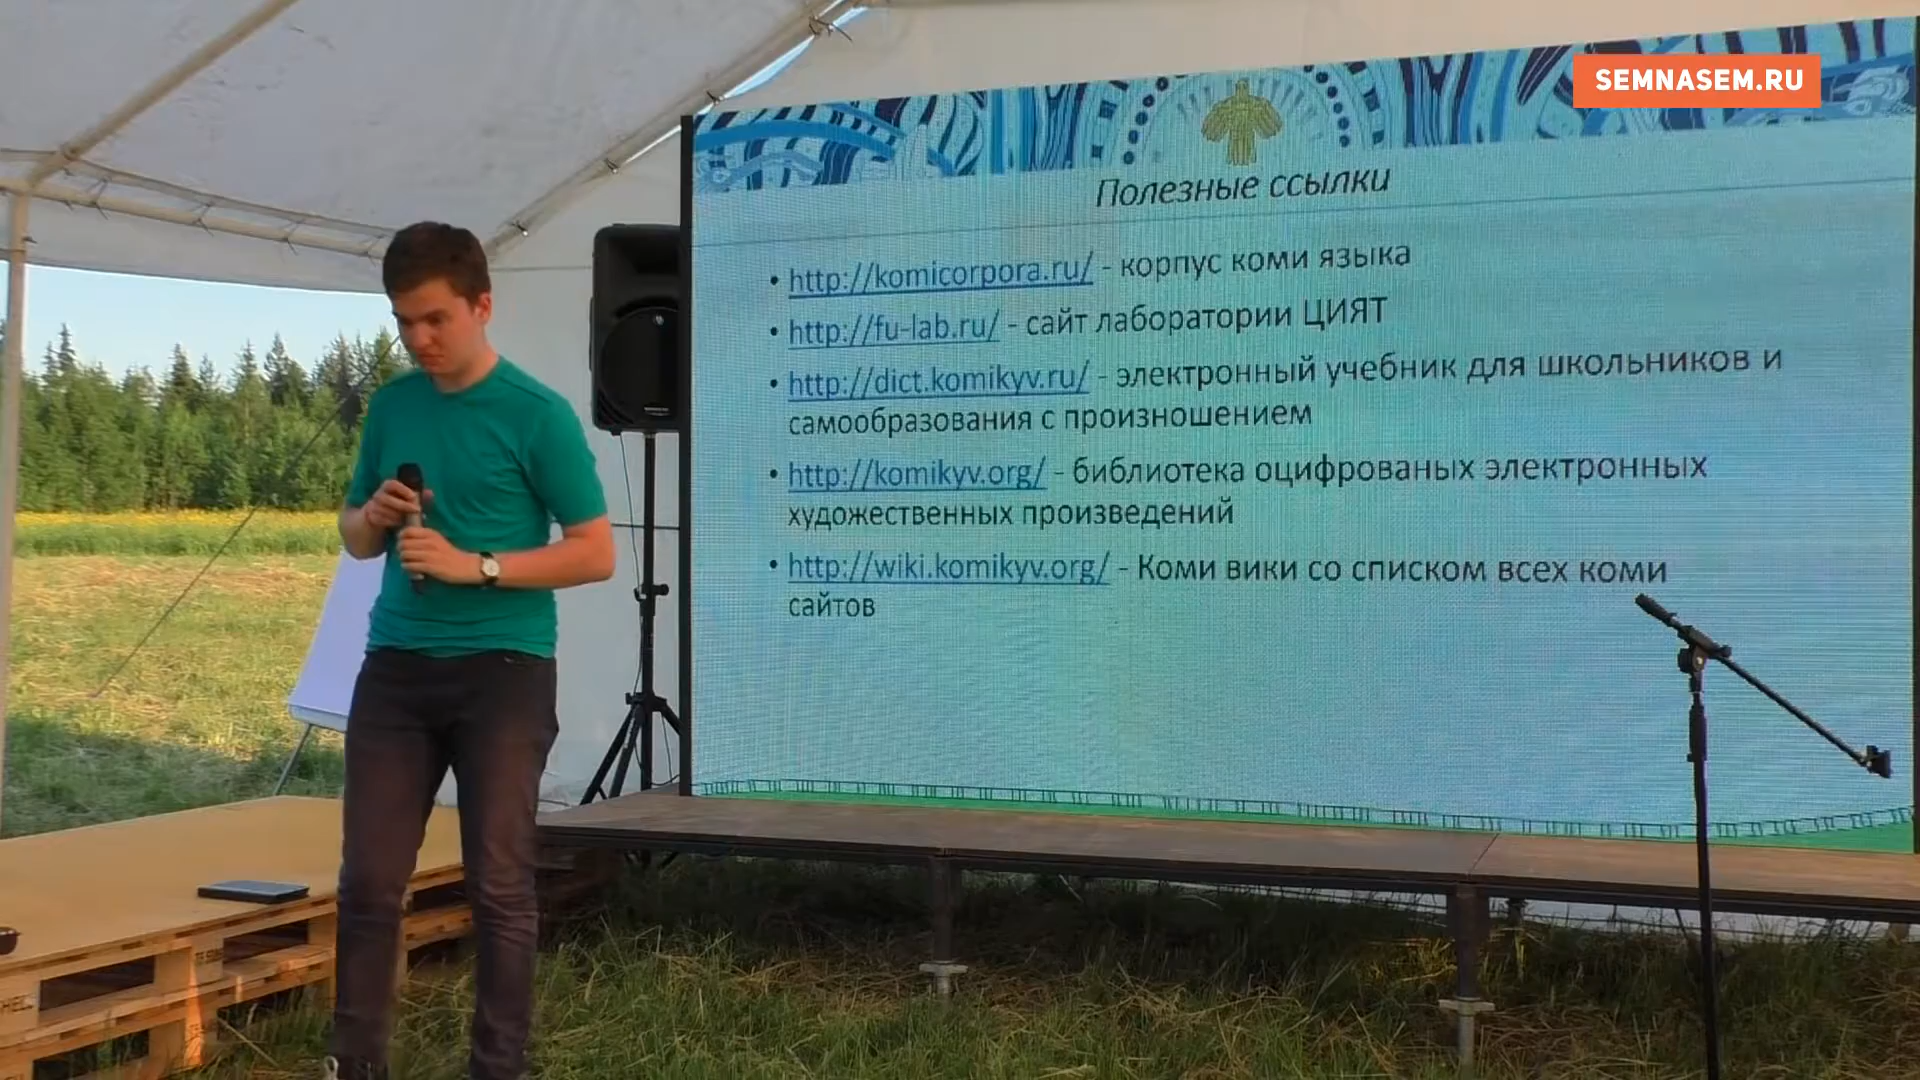 SEMNASEM.RU
Полезные ссылки
• http://komicorpora.ru/ - корпус коми языка
• http://fu-lab.ru/ - сайт лаборатории ЦИЯТ
• http://dict.komikyv.ru/ - электронный учебник для школьников и
самообразования с произношением
• http://komikyv.org/ - библиотека оцифрованых электронных
художественных произведений
• http://wiki.komikyv.org/ - Коми вики со списком всех коми
сайтов